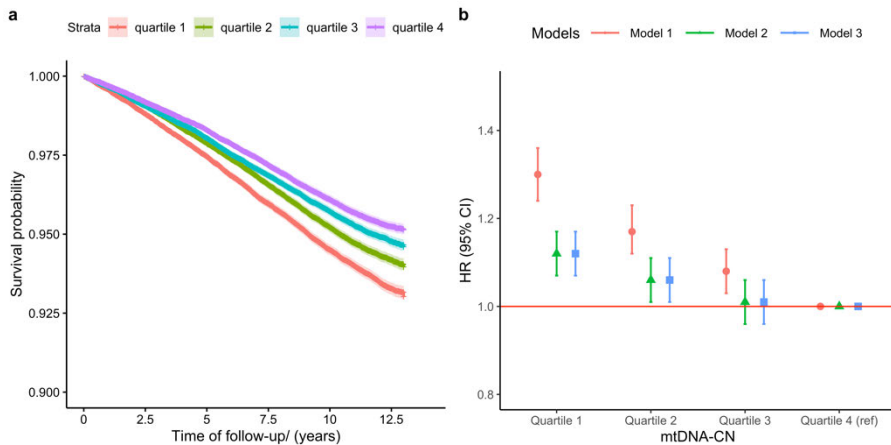 a
Strata quartile 1 quartile 2 quartile 3 quartile 4
1.000
0.975
0.950
0.925
0.900
Survival probability
0 2.5 5 7.5 10 12.5
Time of follow-up/ (years)
b
Models Model 1 Model 2 Model 3
1.4
1.2
1.0
0.8
HR (95% CI)
Quartile 1 Quartile 2 Quartile 3 Quartile 4 (ref)
mtDNA-CN